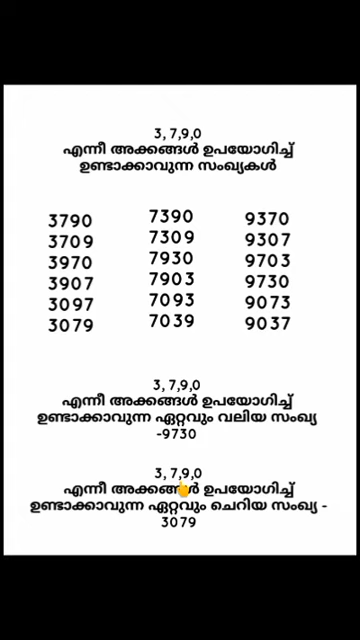 3, 7,9,0
എന്നീ അക്കങ്ങൾ ഉപയോഗിച്ച്
ഉണ്ടാക്കാവുന്ന സംഖ്യകൾ
3790 7390 9370
3709 7309 9307
3970 7930 9703
3907 7903 9730
3097 7093 9073
3079 7039 9037
3, 7,9,0
എന്നീ അക്കങ്ങൾ ഉപയോഗിച്ച്
ഉണ്ടാക്കാവുന്ന ഏറ്റവും വലിയ സംഖ്യ
-9730
3, 7,9,0
എന്നീ അക്കങ്ങൾ ഉപയോഗിച്ച്
ഉണ്ടാക്കാവുന്ന ഏറ്റവും ചെറിയ സംഖ്യ -
3079